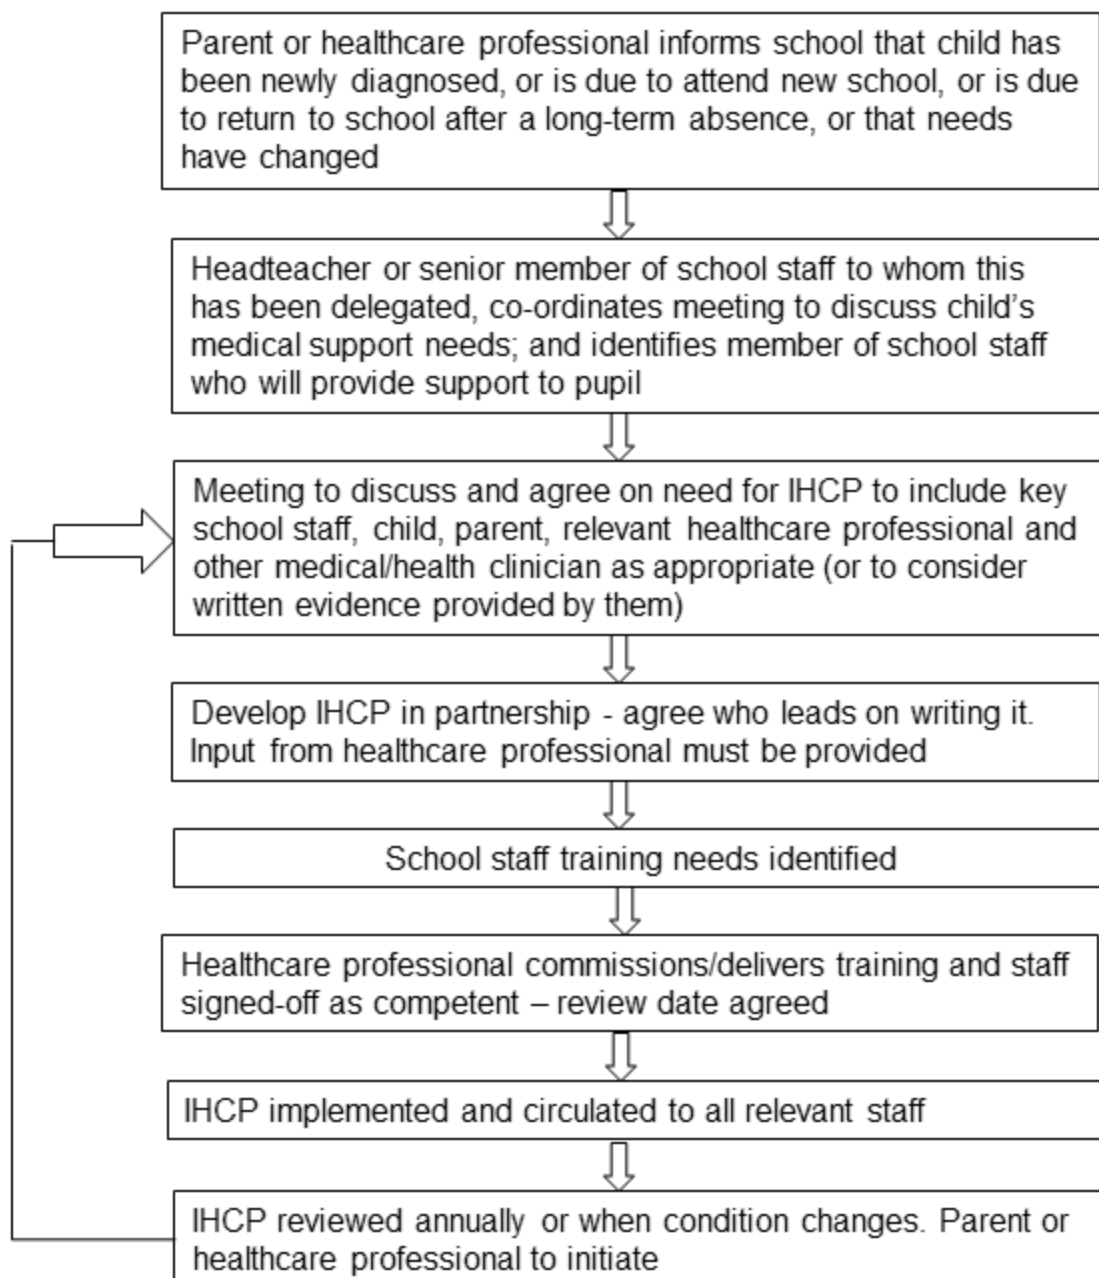 Parent or healthcare professional informs school that child has
been newly diagnosed, or is due to attend new school, or is due
to return to school after a long-term absence, or that needs
have changed
Headteacher or senior member of school staff to whom this
has been delegated, co-ordinates meeting to discuss child's
medical support needs; and identifies member of school staff
who will provide support to pupil
Meeting to discuss and agree on need for IHCP to include key
school staff, child, parent, relevant healthcare professional and
other medical/health clinician as appropriate (or to consider
written evidence provided by them)
Develop IHCP in partnership - agree who leads on writing it.
Input from healthcare professional must be provided
School staff training needs identified
Healthcare professional commissions/delivers training and staff
signed-off as competent – review date agreed
IHCP implemented and circulated to all relevant staff
IHCP reviewed annually or when condition changes. Parent or
healthcare professional to initiate